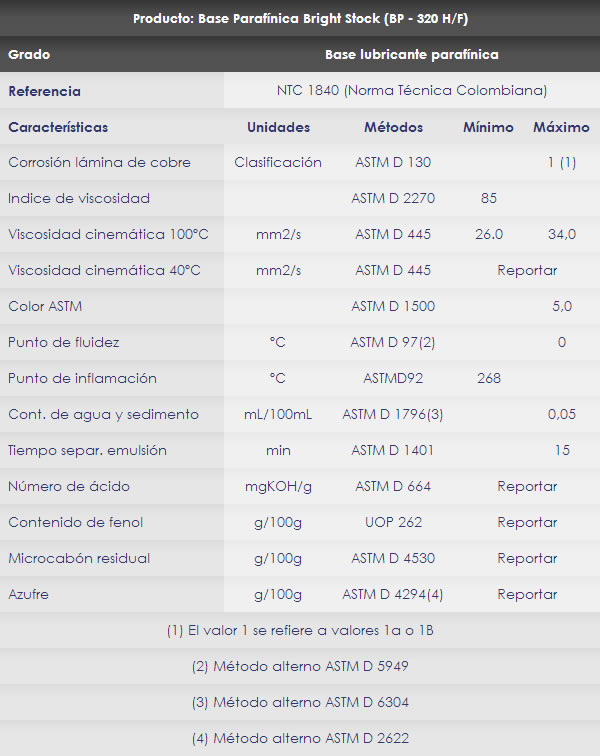 Producto: Base Parafínica Bright Stock (BP - 320 H/F)
Grado Base lubricante parafínica
Referencia NTC 1840 (Norma Técnica Colombiana)
Características Unidades Métodos Mínimo Máximo
Corrosión lámina de cobre Clasificación ASTM D 130 1 (1)
Indice de viscosidad ASTM D 2270 85
Viscosidad cinemática 100°C mm2/s ASTM D 445 26.0 34,0
Viscosidad cinemática 40°C mm2/s ASTM D 445 Reportar
Color ASTM ASTM D 1500 5,0
Punto de fluidez °C ASTM D 97(2) 0
Punto de inflamación °C ASTMD92 268
Cont. de agua y sedimento mL/100mL ASTM D 1796(3) 0,05
Tiempo separ. emulsión min ASTM D 1401 15
Número de ácido mgKOH/g ASTM D 664 Reportar
Contenido de fenol g/100g UOP 262 Reportar
Microcabón residual g/100g ASTM D 4530 Reportar
Azufre g/100g ASTM D 4294(4) Reportar
(1) El valor 1 se refiere a valores 1a o 1B
(2) Método alterno ASTM D 5949
(3) Método alterno ASTM D 6304
(4) Método alterno ASTM D 2622